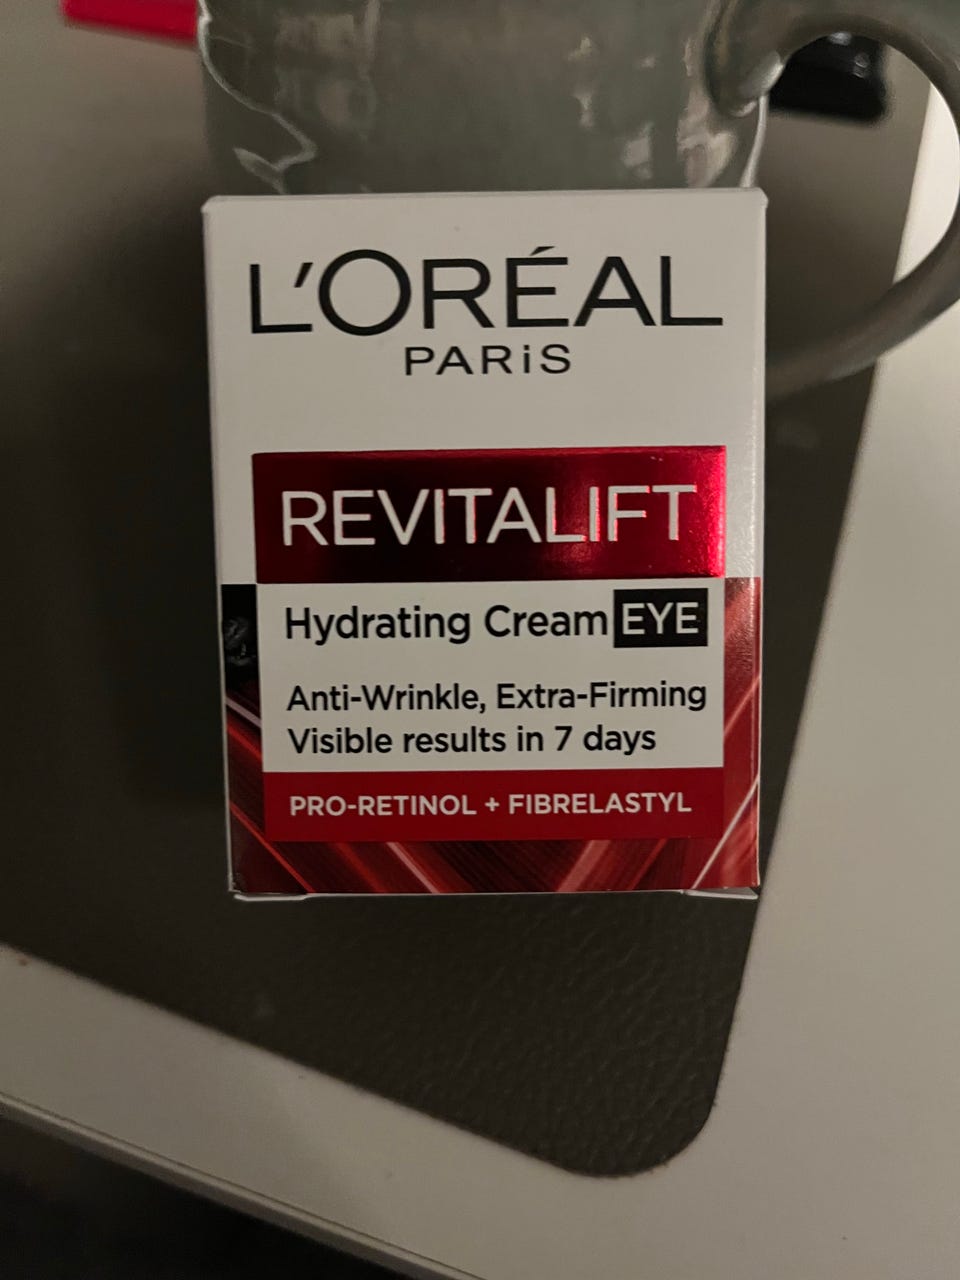 L'ORÉAL
PARiS
REVITALIFT
Hydrating Cream EYE
Anti-Wrinkle, Extra-Firming
Visible results in 7 days
PRO-RETINOL + FIBRELASTYL